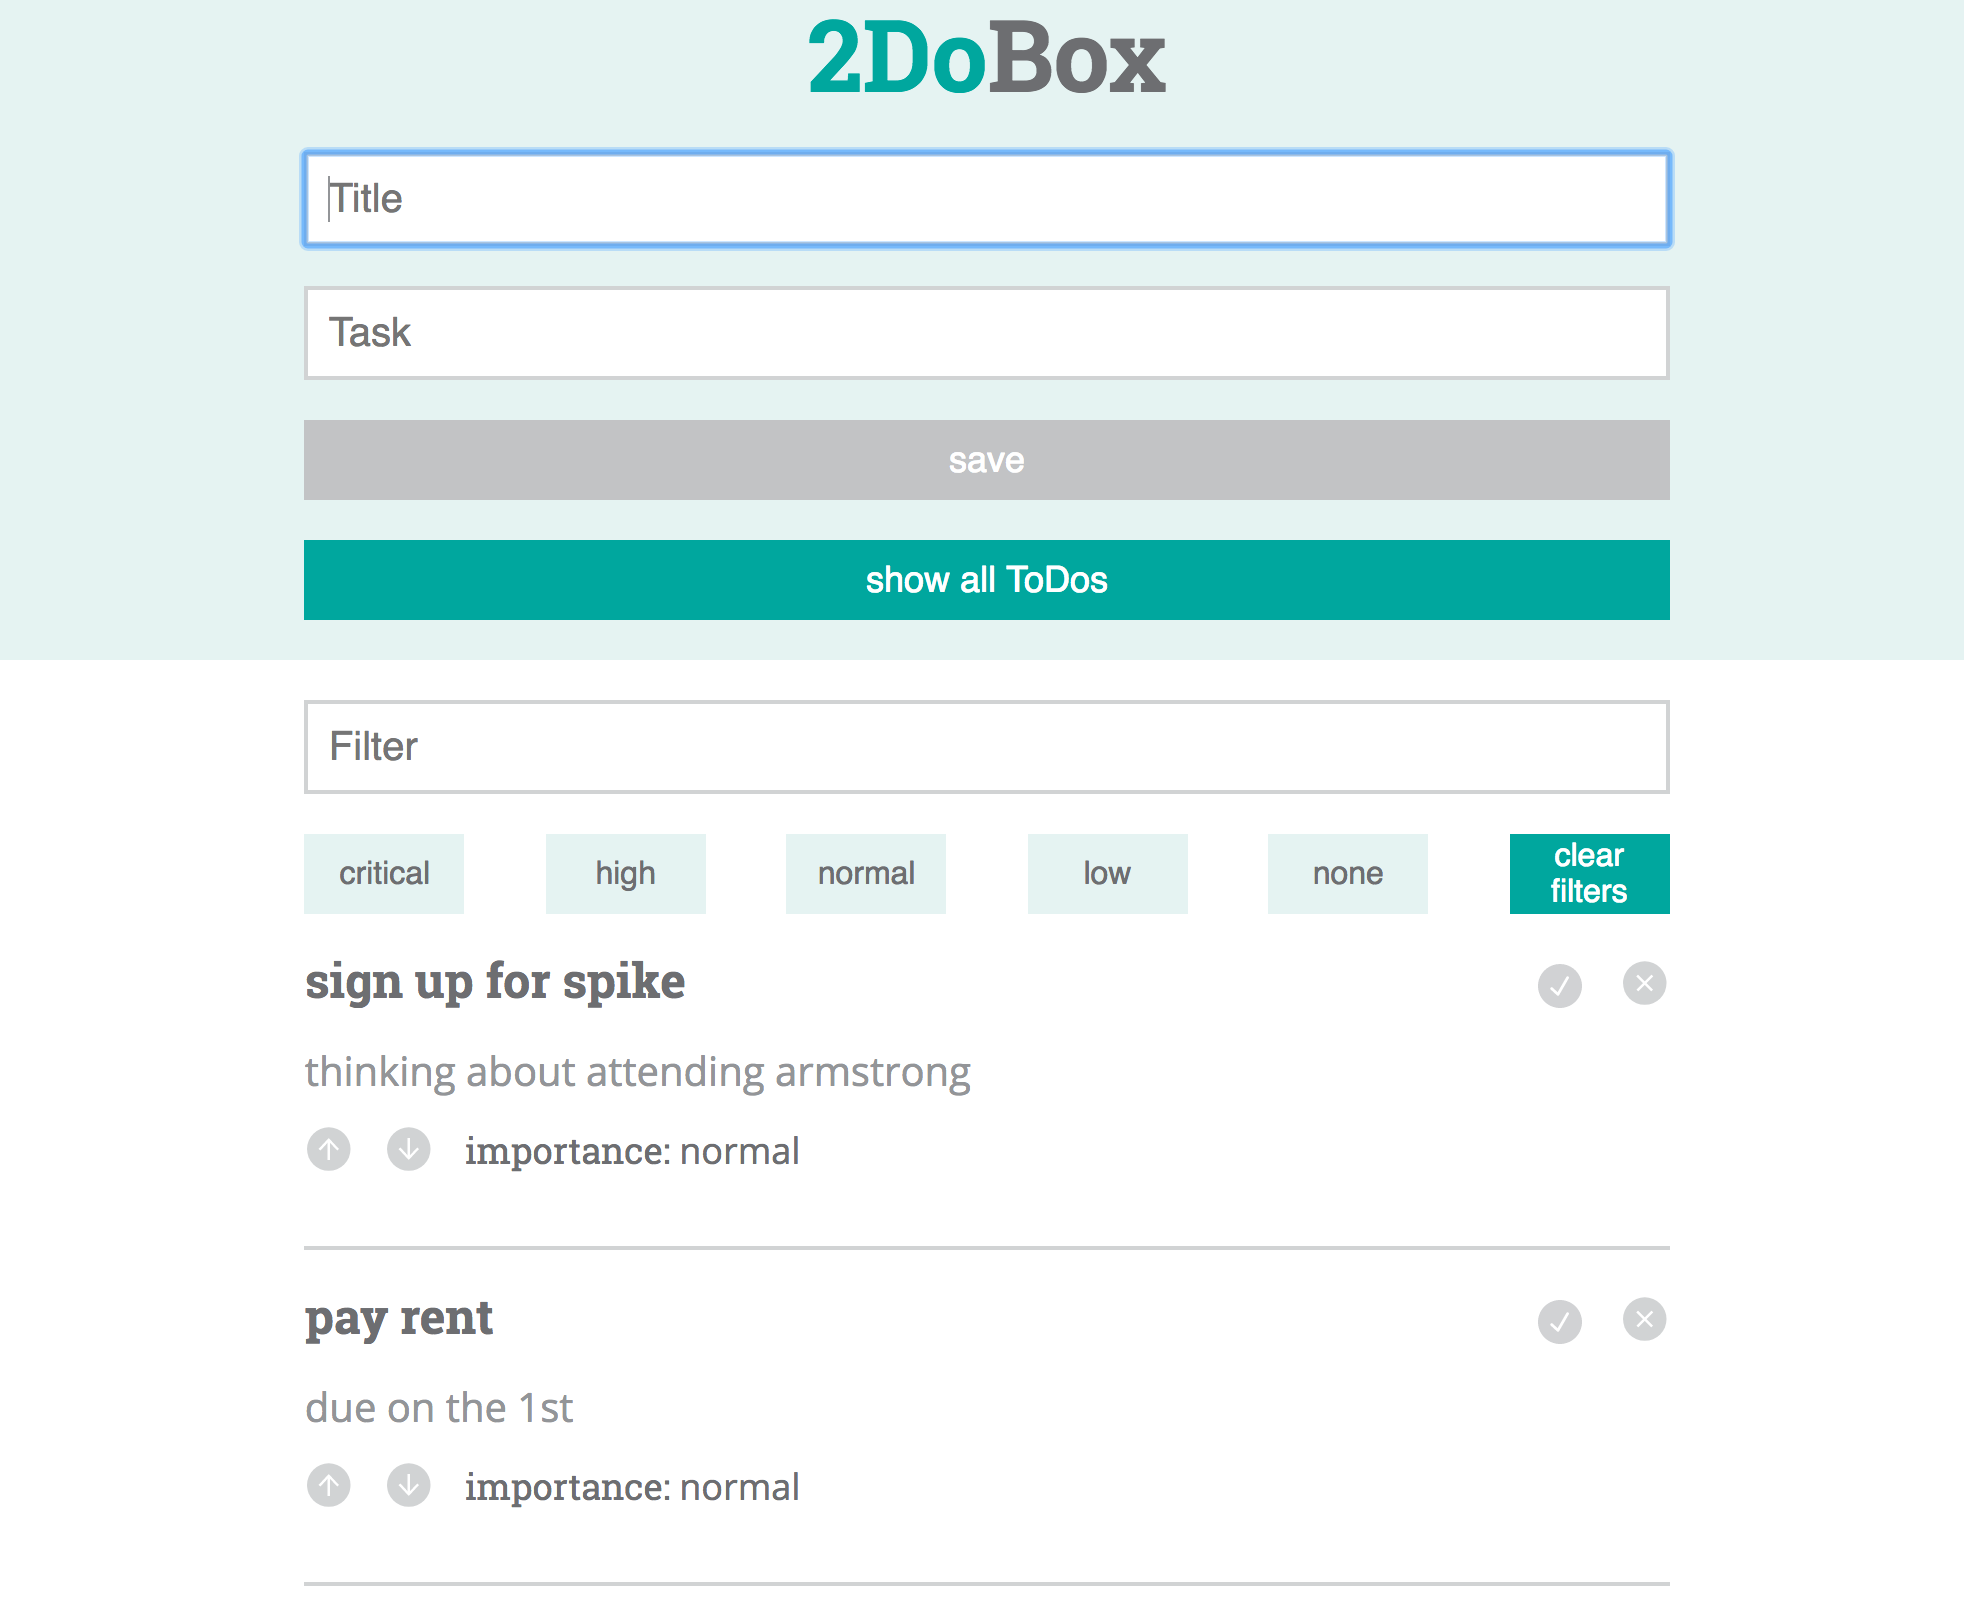 2DoBox
Title
Task
save
show all ToDos
Filter
critical
high
normal
low
none
clear
filters
sign up for spike
thinking about attending armstrong
importance: normal
pay rent
due on the 1st
importance: normal